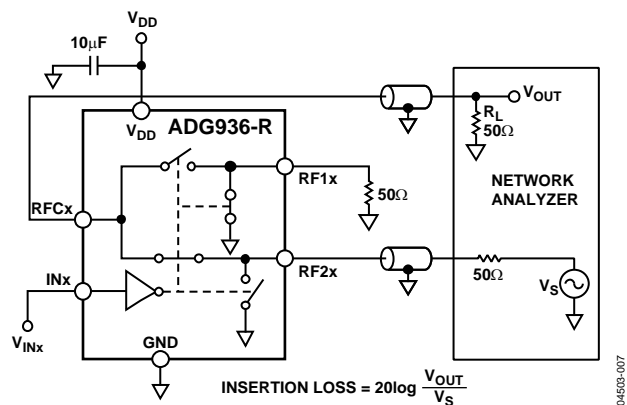 VDD
10μF
VDD
ADG936-R
VOUT
RL
50Ω
RF1x
50Ω
NETWORK
ANALYZER
RFCx
INx
RF2x
50Ω
VS
VINx
GND
INSERTION LOSS = 20log VOUT
VS
04503-007